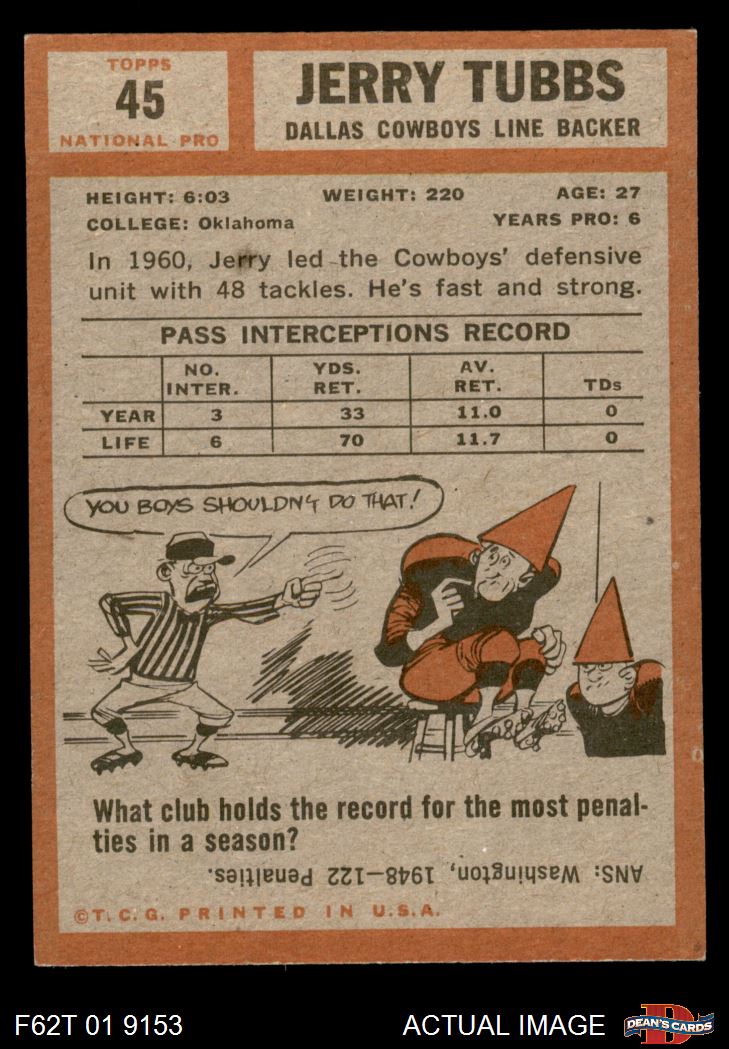 TOPPS
45
NATIONAL PRO
JERRY TUBBS
DALLAS COWBOYS LINE BACKER
HEIGHT: 6:03 WEIGHT: 220 AGE: 27
COLLEGE: Oklahoma YEARS PRO: 6
In 1960, Jerry led the Cowboys' defensive
unit with 48 tackles. He's fast and strong.
PASS INTERCEPTIONS RECORD
NO. INTER. YDS. RET. AV. RET. TDs
YEAR 3 33 11.0 0
LIFE 6 70 11.7 0
YOU BOYS SHOULDN'T DO THAT!
What club holds the record for the most penal-
ties in a season?
ANS: Washington, 1948—122 Penalties.
©T.C.G. PRINTED IN U.S.A.
F62T 01 9153
ACTUAL IMAGE
D
DEAN'S CARDS